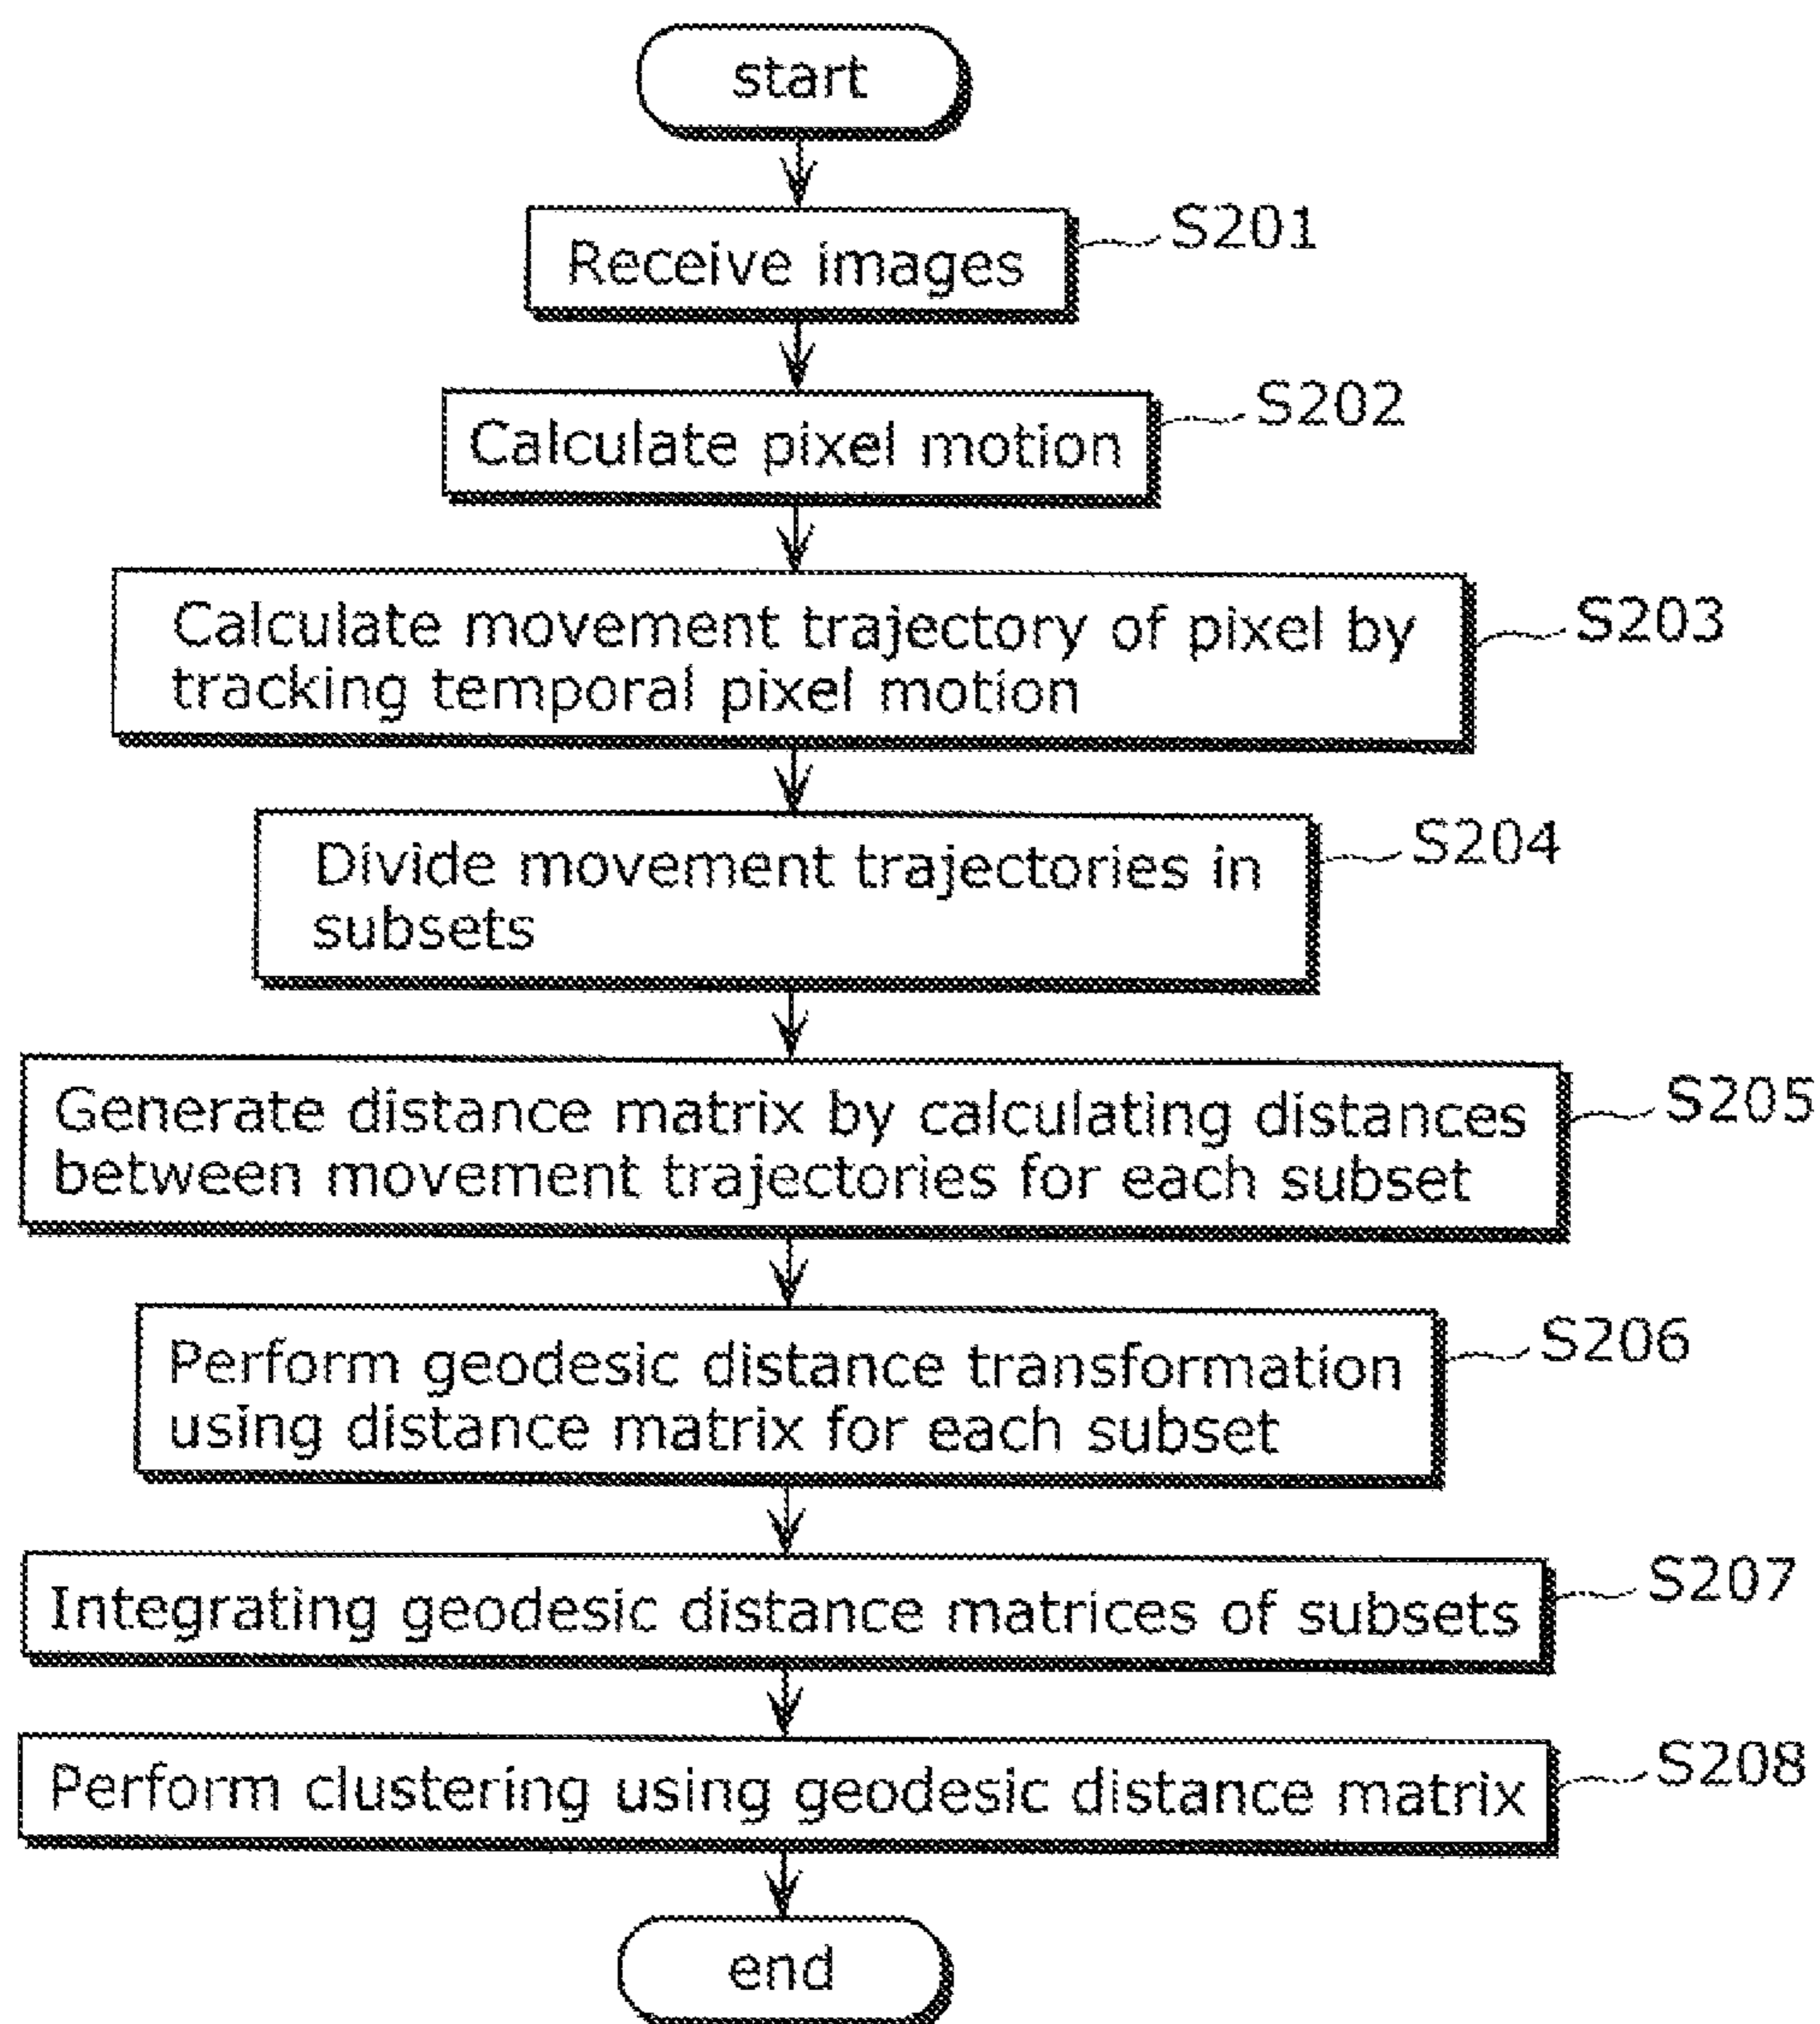 start
Receive images
S201
Calculate pixel motion
S202
Calculate movement trajectory of pixel by
tracking temporal pixel motion
S203
Divide movement trajectories in
subsets
S204
Generate distance matrix by calculating distances
between movement trajectories for each subset
S205
Perform geodesic distance transformation
using distance matrix for each subset
S206
Integrating geodesic distance matrices of subsets
S207
Perform clustering using geodesic distance matrix
S208
end